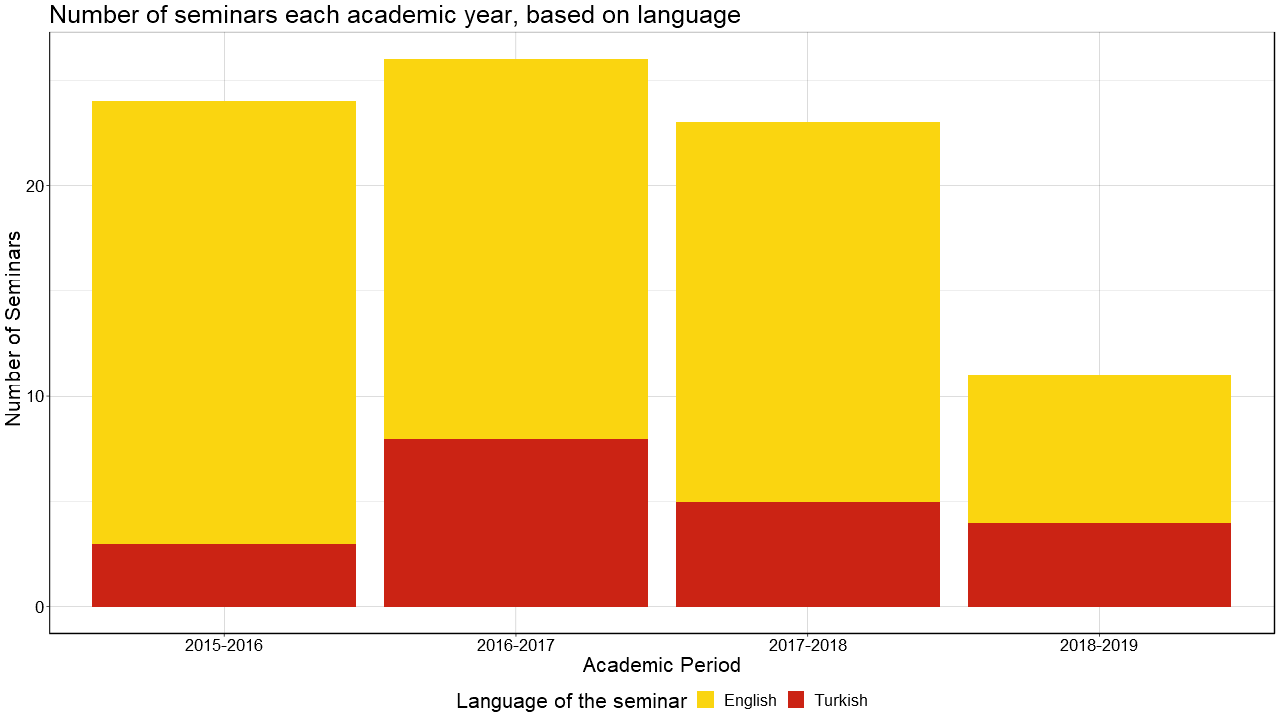 Number of seminars each academic year, based on language
Number of Seminars
20
10
0
2015-2016 2016-2017 2017-2018 2018-2019
Academic Period
Language of the seminar English Turkish